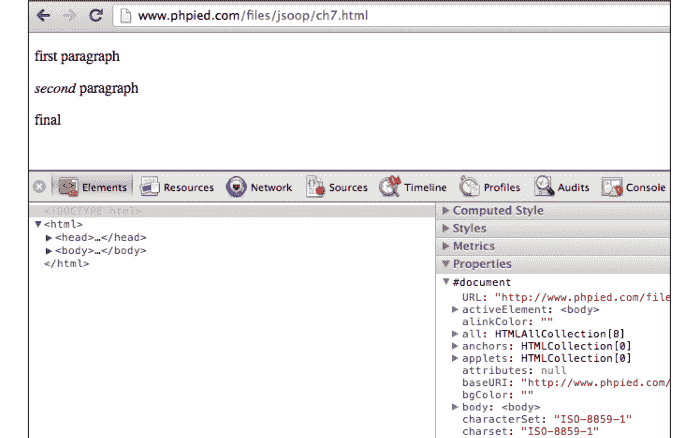 www.phpied.com/files/jsoop/ch7.html
first paragraph
second paragraph
final
Elements Resources Network Sources Timeline Profiles Audits Console
<!DOCTYPE html>
<html>
<head>…</head>
<body>…</body>
</html>
Computed Style
Styles
Metrics
Properties
#document
URL: "http://www.phpied.com/file
activeElement: <body>
alinkColor: ""
all: HTMLAllCollection[8]
anchors: HTMLCollection[0]
applets: HTMLCollection[0]
attributes: null
baseURI: "http://www.phpied.com/
bgColor: ""
body: <body>
characterSet: "ISO-8859-1"
charset: "ISO-8859-1"